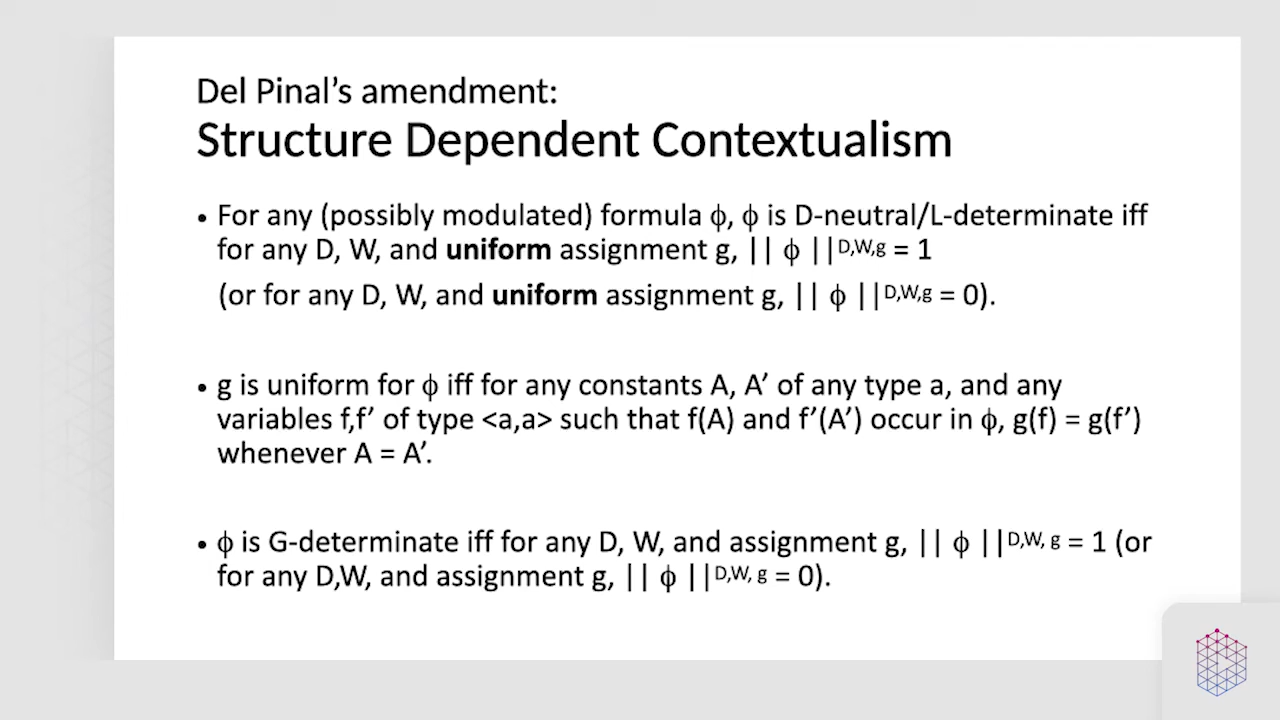 Del Pinal’s amendment:
Structure Dependent Contextualism
• For any (possibly modulated) formula ϕ, ϕ is D-neutral/L-determinate iff
for any D, W, and uniform assignment g, || ϕ ||D,W,g = 1
(or for any D, W, and uniform assignment g, || ϕ ||D,W,g = 0).
• g is uniform for ϕ iff for any constants A, A’ of any type a, and any
variables f,f’ of type <a,a> such that f(A) and f’(A’) occur in ϕ, g(f) = g(f’)
whenever A = A’.
• ϕ is G-determinate iff for any D, W, and assignment g, || ϕ ||D,W, g = 1 (or
for any D,W, and assignment g, || ϕ ||D,W, g = 0).